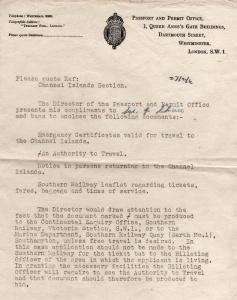 Telephone: WHITEHALL 9000.
Telegraphic Address:
PASSPORT AND PERMIT OFFICE,
1, QUEEN ANNE'S GATE BUILDINGS,
DARTMOUTH STREET,
WESTMINSTER,
LONDON, S.W.1
Please quote Ref:
Channel Islands Section.
The Director of the Passport and Permit Office
presents his compliments to
and begs to enclose the following documents:-
Emergency Certificates valid for travel to
the Channel Islands.
An Authority to Travel.
Notice to persons returning to the Channel
Islands.
Southern Railway leaflet regarding tickets,
fares, baggage and times of service.
The Director would draw attention to the
fact that the document named must be produced
to the Continental Enquiry Office, Southern
Railway, Victoria Station, S.W.1., or to the
Marine Department, Southern Railway Quay (Berth No.1),
Southampton, unless free travel is desired. In
this case application should not be made to the
Southern Railway for the ticket but to the Billeting
Officer of the area in which the applicant is living.
In granting the necessary facilities the Billeting
Officer will require to see the Authority to Travel
and that document should therefore be produced to
him.